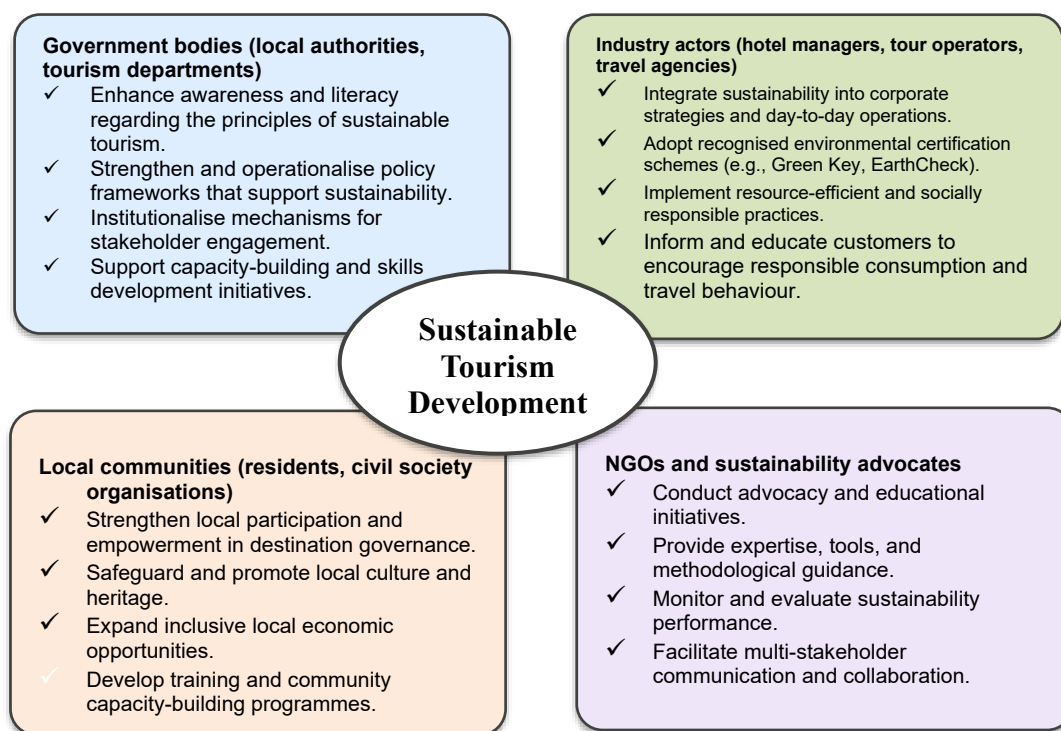 Government bodies (local authorities,
tourism departments)
✓ Enhance awareness and literacy
regarding the principles of sustainable
tourism.
✓ Strengthen and operationalise policy
frameworks that support sustainability.
✓ Institutionalise mechanisms for
stakeholder engagement.
✓ Support capacity-building and skills
development initiatives.
Industry actors (hotel managers, tour operators,
travel agencies)
✓ Integrate sustainability into corporate
strategies and day-to-day operations.
✓ Adopt recognised environmental certification
schemes (e.g., Green Key, EarthCheck).
✓ Implement resource-efficient and socially
responsible practices.
✓ Inform and educate customers to
encourage responsible consumption and
travel behaviour.
Sustainable
Tourism
Development
Local communities (residents, civil society
organisations)
✓ Strengthen local participation and
empowerment in destination governance.
✓ Safeguard and promote local culture and
heritage.
✓ Expand inclusive local economic
opportunities.
✓ Develop training and community
capacity-building programmes.
NGOs and sustainability advocates
✓ Conduct advocacy and educational
initiatives.
✓ Provide expertise, tools, and
methodological guidance.
✓ Monitor and evaluate sustainability
performance.
✓ Facilitate multi-stakeholder
communication and collaboration.